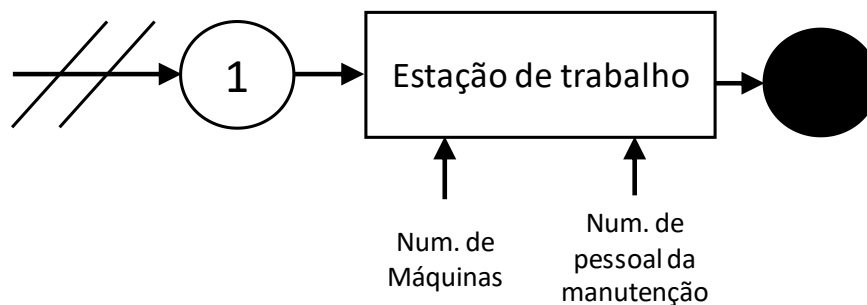 1
Estação de trabalho
Num. de
Máquinas
Num. de
pessoal da
manutenção